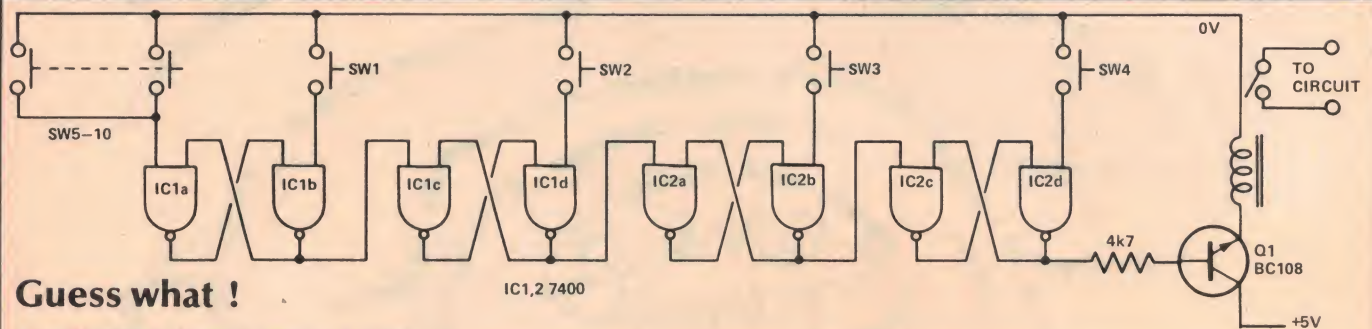 0V
SW1
SW2
SW3
SW4
TO
CIRCUIT
SW5–10
IC1a
IC1b
IC1c
IC1d
IC2a
IC2b
IC2c
IC2d
4k7
Q1
BC108
Guess what !
IC1,2 7400
+5V